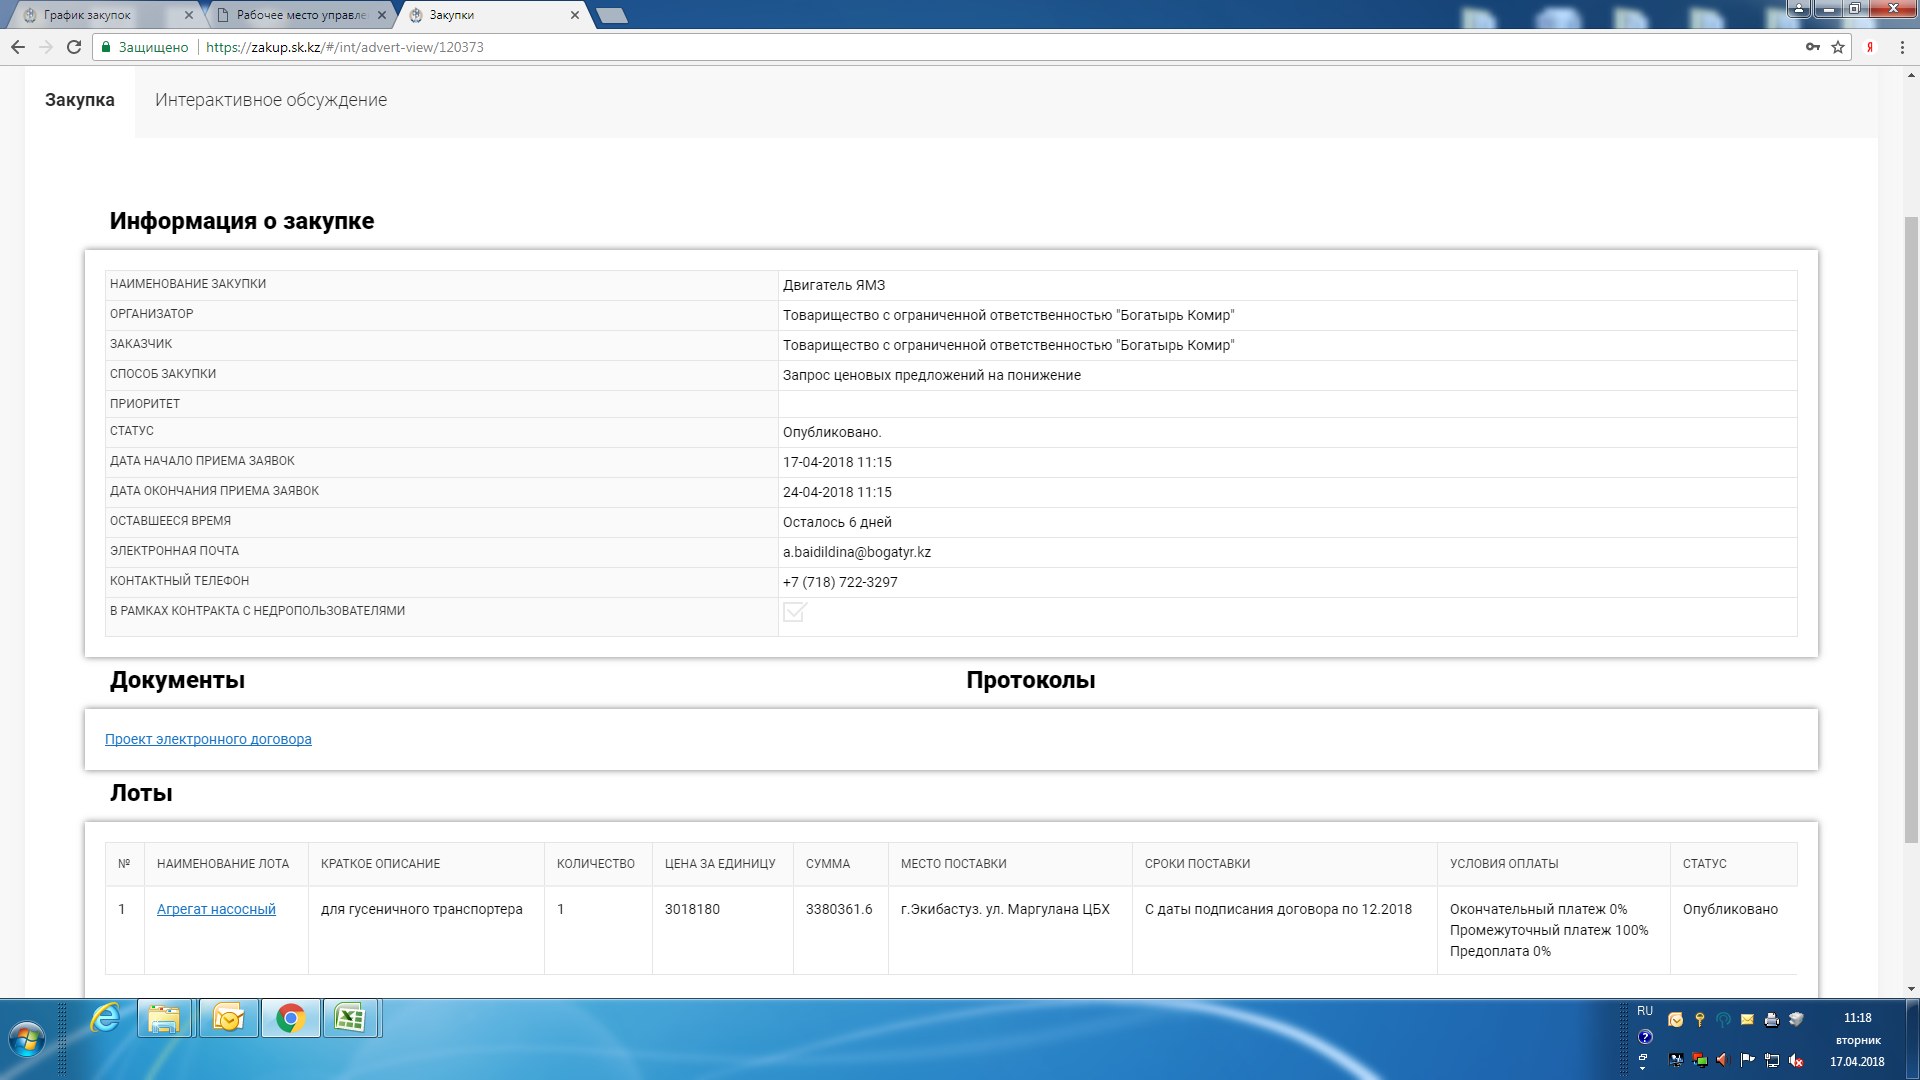 График закупок
Рабочее место управле
Закупки
Защищено
https://zakup.sk.kz/#/int/advert-view/120373
Закупка
Интерактивное обсуждение
Информация о закупке
НАИМЕНОВАНИЕ ЗАКУПКИ Двигатель ЯМЗ
ОРГАНИЗАТОР Товарищество с ограниченной ответственностью "Богатырь Комир"
ЗАКАЗЧИК Товарищество с ограниченной ответственностью "Богатырь Комир"
СПОСОБ ЗАКУПКИ Запрос ценовых предложений на понижение
ПРИОРИТЕТ
СТАТУС Опубликовано.
ДАТА НАЧАЛО ПРИЕМА ЗАЯВОК 17-04-2018 11:15
ДАТА ОКОНЧАНИЯ ПРИЕМА ЗАЯВОК 24-04-2018 11:15
ОСТАВШЕЕСЯ ВРЕМЯ Осталось 6 дней
ЭЛЕКТРОННАЯ ПОЧТА a.baidildina@bogatyr.kz
КОНТАКТНЫЙ ТЕЛЕФОН +7 (718) 722-3297
В РАМКАХ КОНТРАКТА С НЕДРОПОЛЬЗОВАТЕЛЯМИ
Документы
Протоколы
Проект электронного договора
Лоты
№ НАИМЕНОВАНИЕ ЛОТА КРАТКОЕ ОПИСАНИЕ КОЛИЧЕСТВО ЦЕНА ЗА ЕДИНИЦУ СУММА МЕСТО ПОСТАВКИ СРОКИ ПОСТАВКИ УСЛОВИЯ ОПЛАТЫ СТАТУС
1 Агрегат насосный для гусеничного транспортера 1 3018180 3380361.6 г.Экибастуз. ул. Маргулана ЦБХ С даты подписания договора по 12.2018 Окончательный платеж 0% Опубликовано
Промежуточный платеж 100%
Предоплата 0%
RU
11:18
вторник
17.04.2018